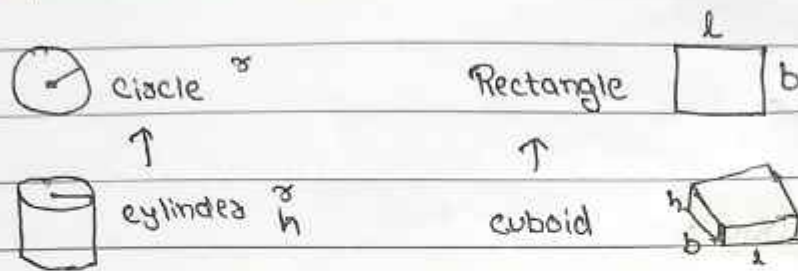 l
circle r Rectangle b
cylinder r
h cuboid h
b l